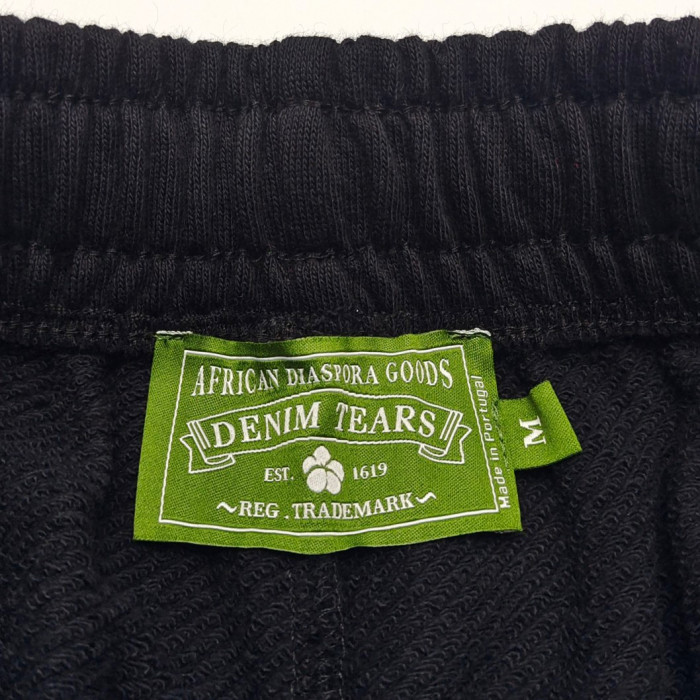 AFRICAN DIASPORA GOODS
DENIM TEARS
EST. 1619
~REG . TRADEMARK~
Made in Portugal
M